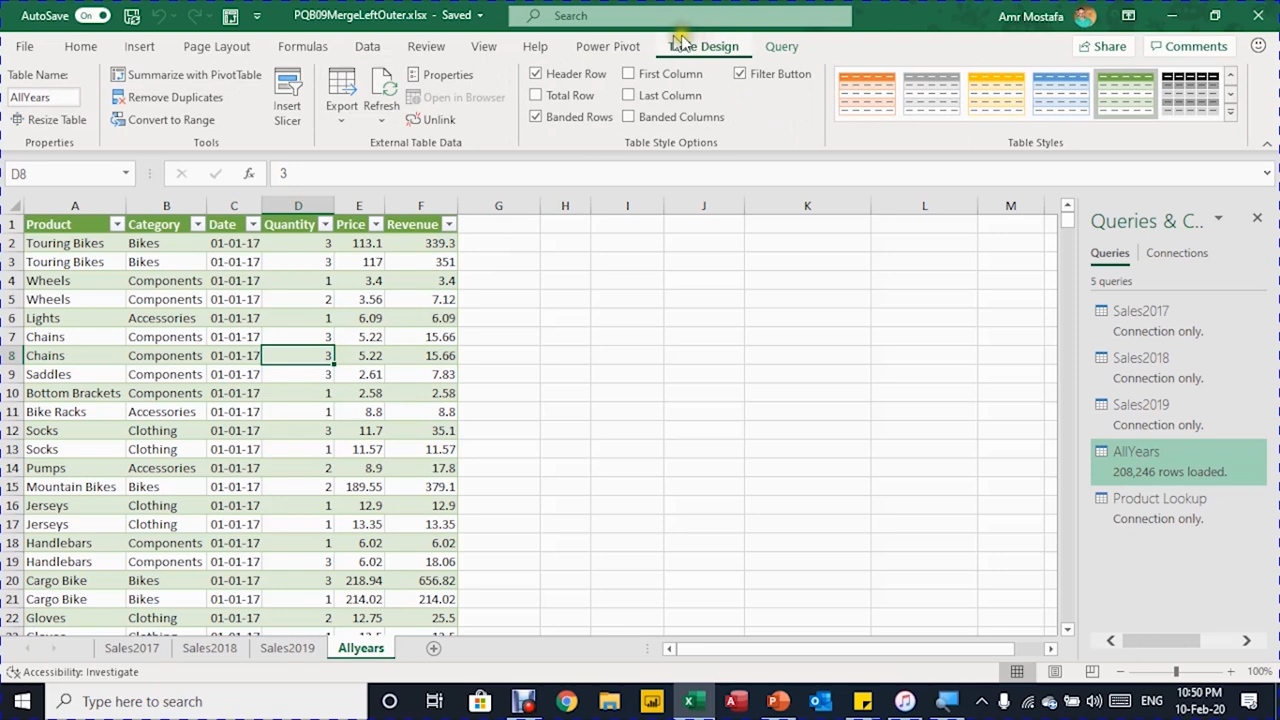 AutoSave On PQB09MergeLeftOuter.xlsx - Saved Search Amr Mostafa
File Home Insert Page Layout Formulas Data Review View Help Power Pivot Table Design Query Share Comments
Table Name: Summarize with PivotTable Properties Header Row First Column Filter Button
AllYears Remove Duplicates Insert Slicer Export Refresh Open in Browser Total Row Last Column
Resize Table Convert to Range Unlink Banded Rows Banded Columns
Properties Tools External Table Data Table Style Options Table Styles
D8 fx 3
A B C D E F G H I J K L M
1 Product Category Date Quantity Price Revenue
2 Touring Bikes Bikes 01-01-17 3 113.1 339.3
3 Touring Bikes Bikes 01-01-17 3 117 351
4 Wheels Components 01-01-17 1 3.4 3.4
5 Wheels Components 01-01-17 2 3.56 7.12
6 Lights Accessories 01-01-17 1 6.09 6.09
7 Chains Components 01-01-17 3 5.22 15.66
8 Chains Components 01-01-17 3 5.22 15.66
9 Saddles Components 01-01-17 3 2.61 7.83
10 Bottom Brackets Components 01-01-17 1 2.58 2.58
11 Bike Racks Accessories 01-01-17 1 8.8 8.8
12 Socks Clothing 01-01-17 3 11.7 35.1
13 Socks Clothing 01-01-17 1 11.57 11.57
14 Pumps Accessories 01-01-17 2 8.9 17.8
15 Mountain Bikes Bikes 01-01-17 2 189.55 379.1
16 Jerseys Clothing 01-01-17 1 12.9 12.9
17 Jerseys Clothing 01-01-17 1 13.35 13.35
18 Handlebars Components 01-01-17 1 6.02 6.02
19 Handlebars Components 01-01-17 3 6.02 18.06
20 Cargo Bike Bikes 01-01-17 3 218.94 656.82
21 Cargo Bike Bikes 01-01-17 1 214.02 214.02
22 Gloves Clothing 01-01-17 2 12.75 25.5
Queries & C..
Queries Connections
5 queries
Sales2017
Connection only.
Sales2018
Connection only.
Sales2019
Connection only.
AllYears
208,246 rows loaded.
Product Lookup
Connection only.
Sales2017 Sales2018 Sales2019 Allyears
Accessibility: Investigate 100%
Type here to search ENG 10:50 PM
10-Feb-20